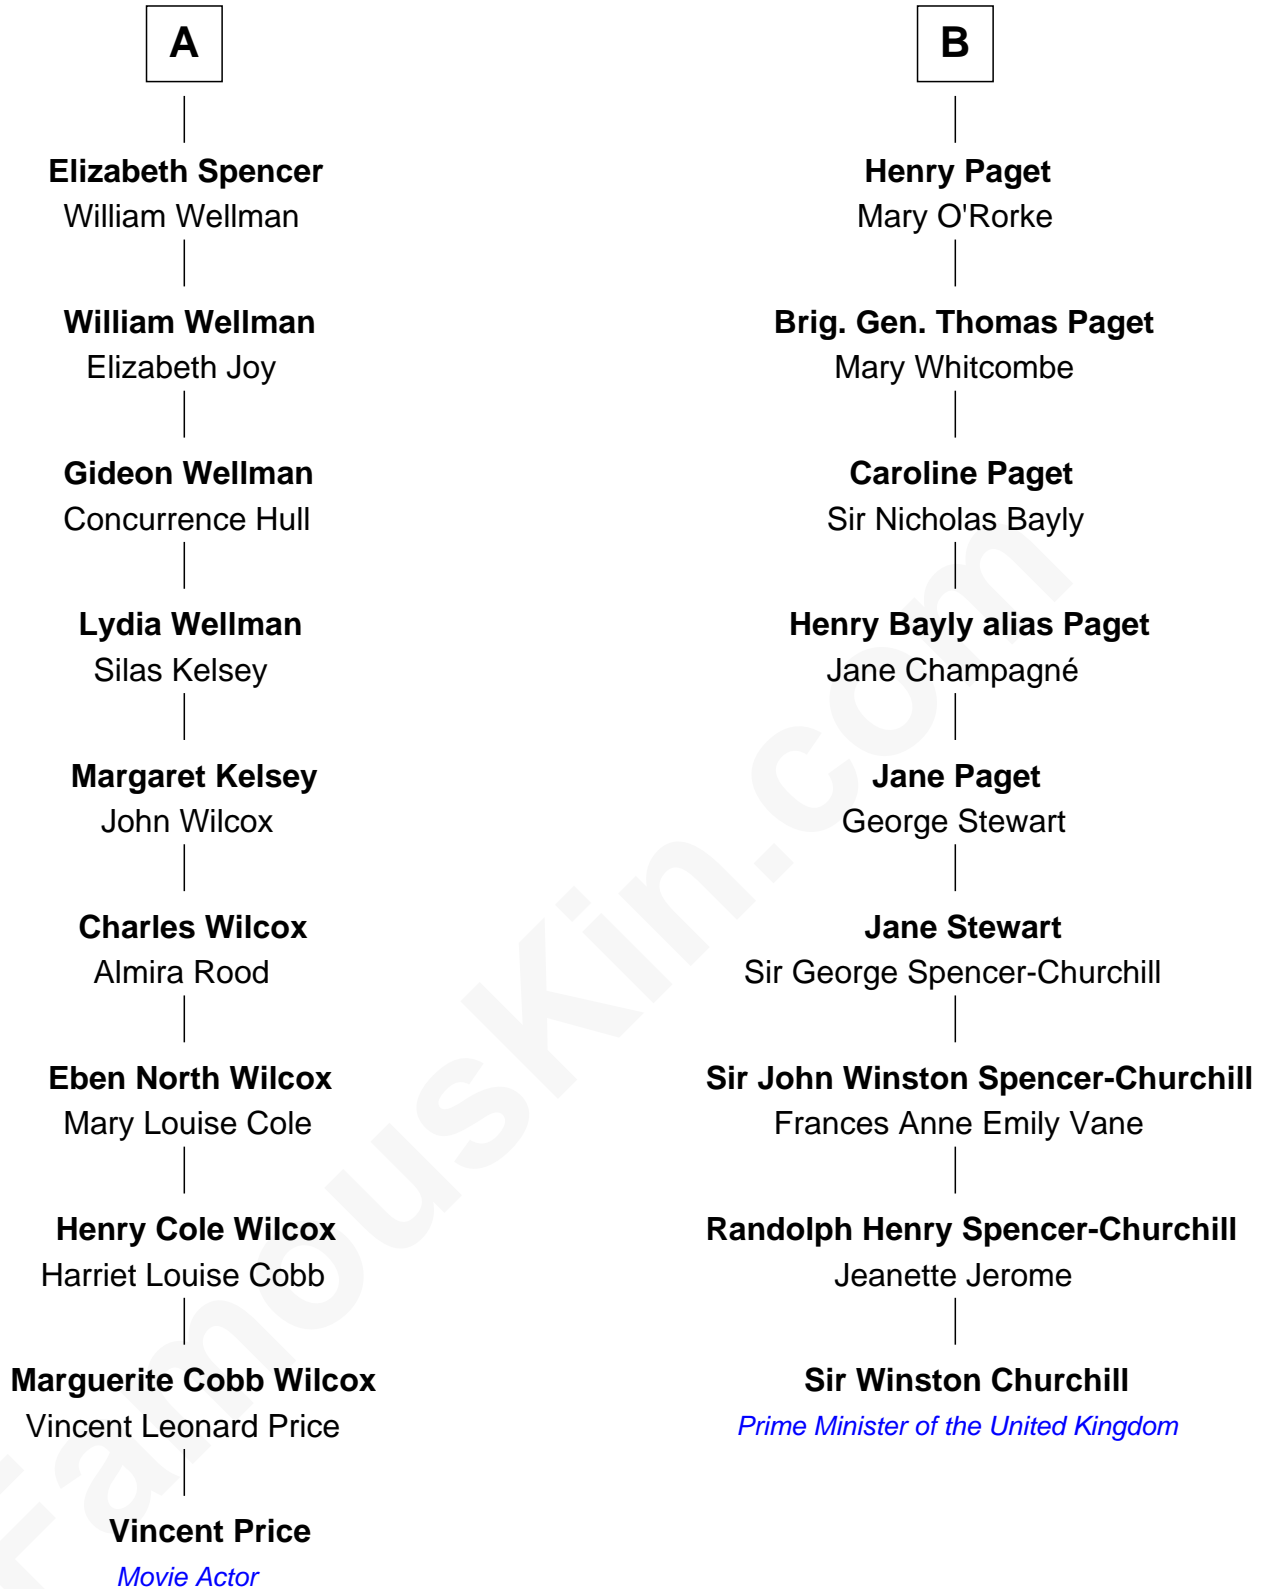 A
Elizabeth Spencer
William Wellman
William Wellman
Elizabeth Joy
Gideon Wellman
Concurrence Hull
Lydia Wellman
Silas Kelsey
Margaret Kelsey
John Wilcox
Charles Wilcox
Almira Rood
Eben North Wilcox
Mary Louise Cole
Henry Cole Wilcox
Harriet Louise Cobb
Marguerite Cobb Wilcox
Vincent Leonard Price
Vincent Price
Movie Actor
B
Henry Paget
Mary O'Rorke
Brig. Gen. Thomas Paget
Mary Whitcombe
Caroline Paget
Sir Nicholas Bayly
Henry Bayly alias Paget
Jane Champagné
Jane Paget
George Stewart
Jane Stewart
Sir George Spencer-Churchill
Sir John Winston Spencer-Churchill
Frances Anne Emily Vane
Randolph Henry Spencer-Churchill
Jeanette Jerome
Sir Winston Churchill
Prime Minister of the United Kingdom
FamousKin.com